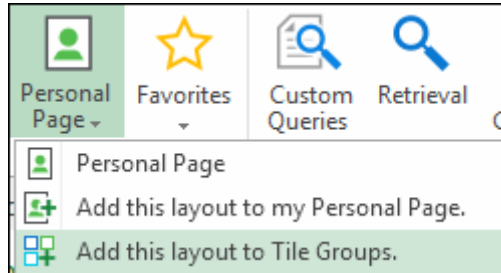 Personal Page
Favorites
Custom Queries
Retrieval
Personal Page
Add this layout to my Personal Page.
Add this layout to Tile Groups.